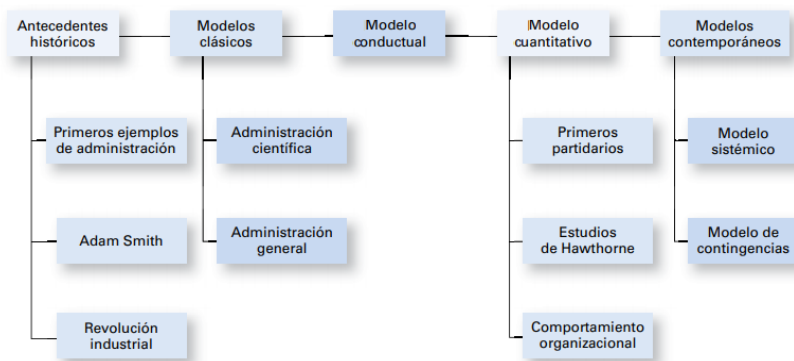 Antecedentes
históricos
Modelos
clásicos
Modelo
conductual
Modelo
cuantitativo
Modelos
contemporáneos
Primeros ejemplos
de administración
Adam Smith
Revolución
industrial
Administración
científica
Administración
general
Primeros
partidarios
Estudios
de Hawthorne
Comportamiento
organizacional
Modelo
sistémico
Modelo de
contingencias